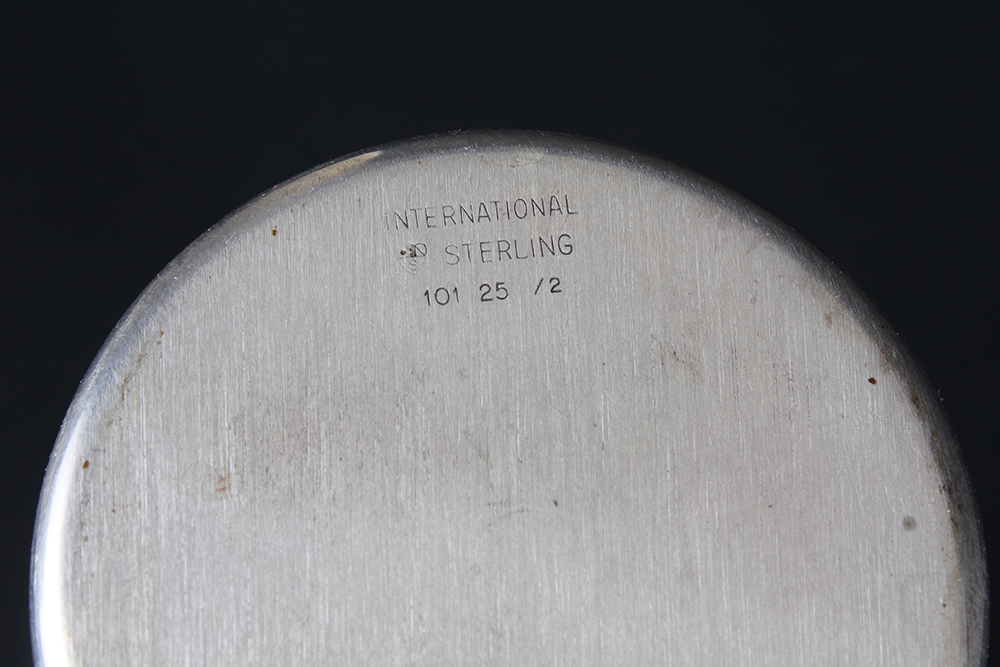 INTERNATIONAL
STERLING
101 25 /2